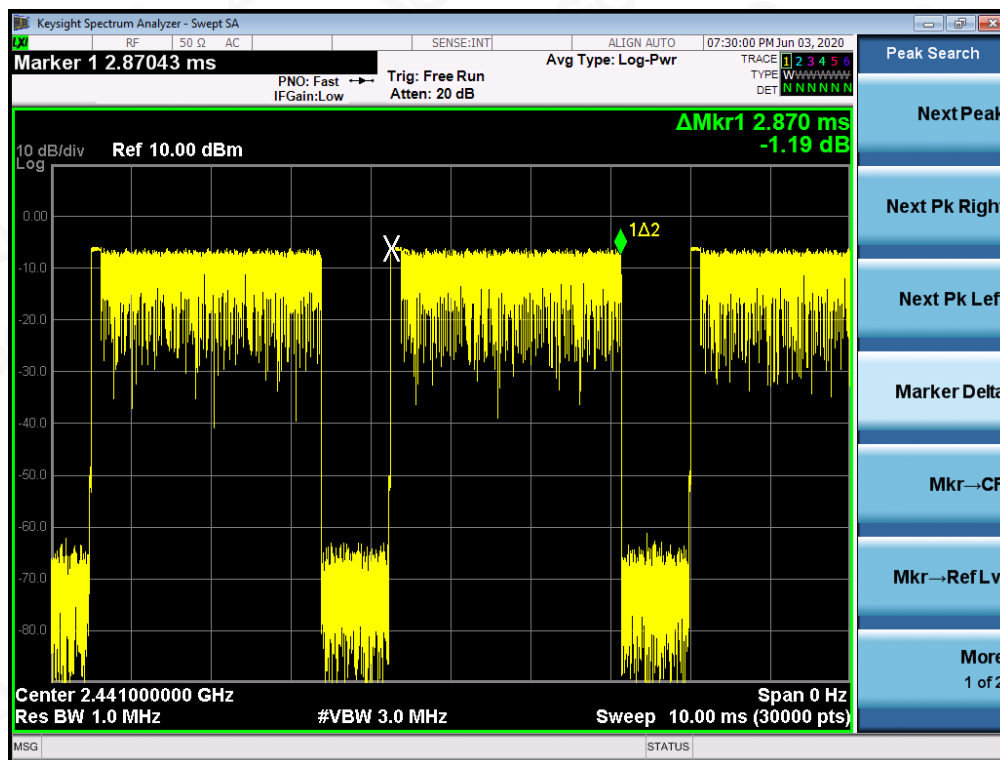 Keysight Spectrum Analyzer - Swept SA
LXI RF 50 Ω AC SENSE:INT ALIGN AUTO 07:30:00 PM Jun 03, 2020
Marker 1 2.87043 ms
PNO: Fast
IFGain:Low
Trig: Free Run
Atten: 20 dB
Avg Type: Log-Pwr
TRACE 1 2 3 4 5 6
TYPE WWWWWW
DET N N N N N N
Peak Search
ΔMkr1 2.870 ms
-1.19 dB
10 dB/div Ref 10.00 dBm
Log
0.00
-10.0
-20.0
-30.0
-40.0
-50.0
-60.0
-70.0
-80.0
1Δ2
Center 2.441000000 GHz Span 0 Hz
Res BW 1.0 MHz #VBW 3.0 MHz Sweep 10.00 ms (30000 pts)
MSG STATUS
Next Peak
Next Pk Right
Next Pk Left
Marker Delta
Mkr→CF
Mkr→Ref Lv
More
1 of 2